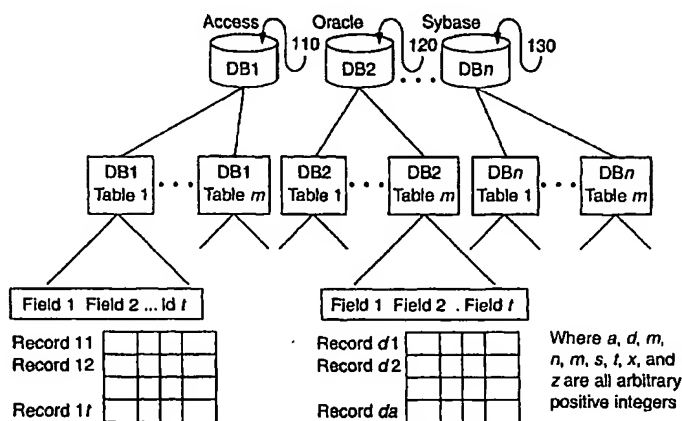 Access Oracle Sybase
110 120 130
DB1 DB2 . . . DBn
DB1 Table 1 . . . DB1 Table m DB2 Table 1 . . . DB2 Table m DBn Table 1 . . . DBn Table m
Field 1 Field 2 ... ld t
Field 1 Field 2 . Field t
Record 11
Record 12
Record 1t
Record d1
Record d2
Record da
Where a, d, m,
n, m, s, t, x, and
z are all arbitrary
positive integers